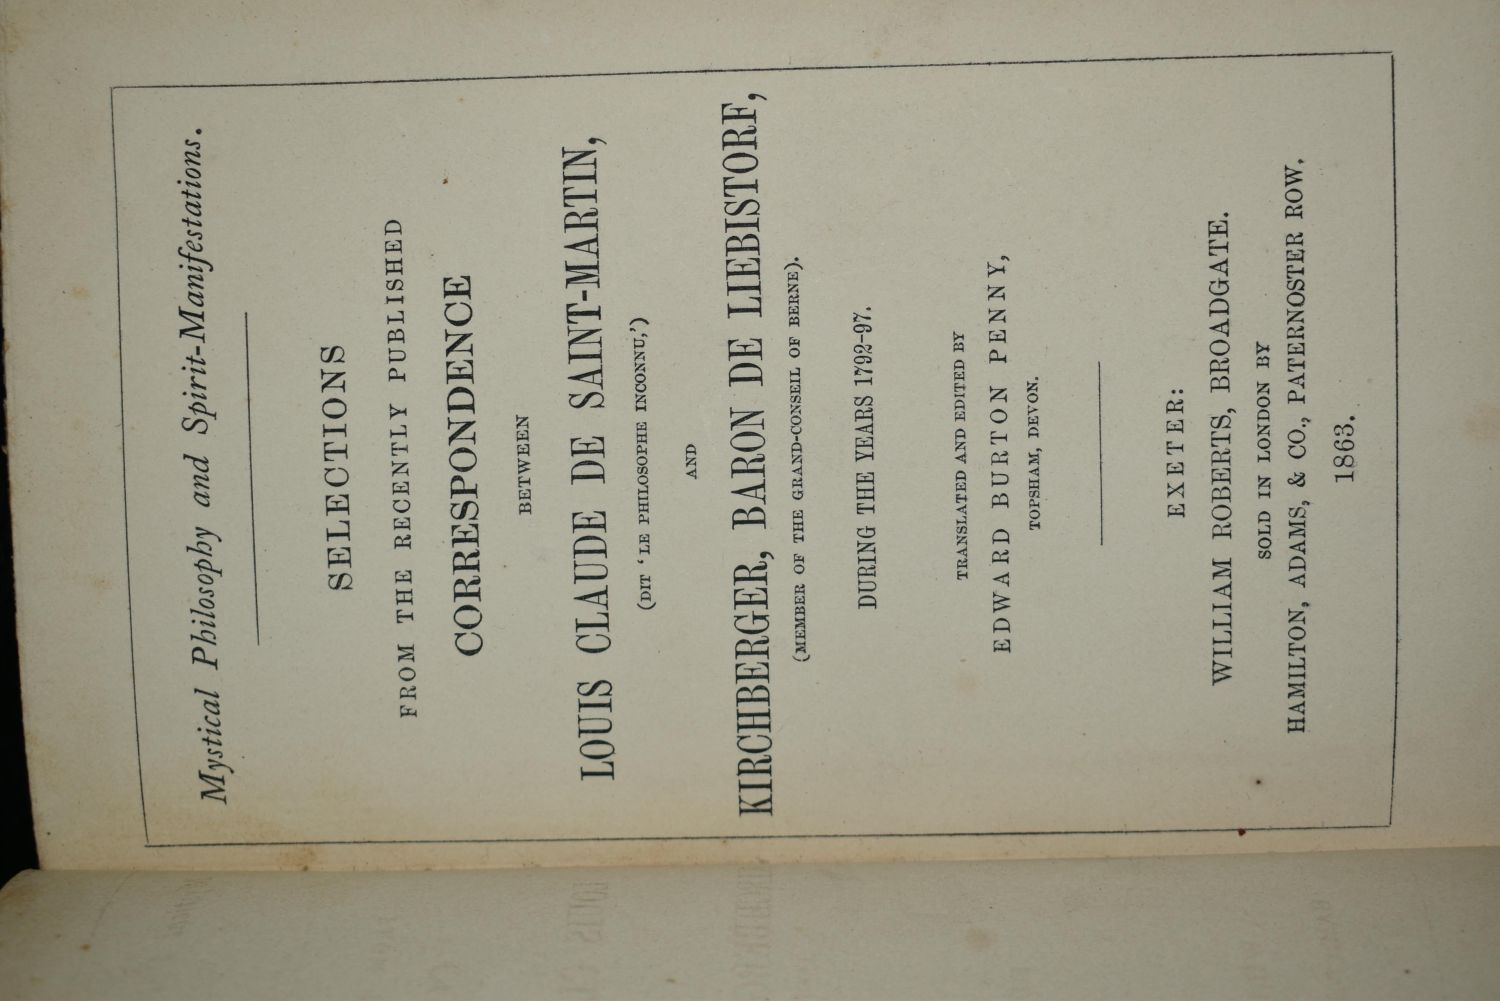 Mystical Philosophy and Spirit-Manifestations.
SELECTIONS
FROM THE RECENTLY PUBLISHED
CORRESPONDENCE
BETWEEN
LOUIS CLAUDE DE SAINT-MARTIN,
(DIT ‘LE PHILOSOPHE INCONNU,’)
AND
KIRCHBERGER, BARON DE LIEBISTORF,
(MEMBER OF THE GRAND-CONSEIL OF BERNE).
DURING THE YEARS 1792-97.
TRANSLATED AND EDITED BY
EDWARD BURTON PENNY,
TOPSHAM, DEVON.
EXETER:
WILLIAM ROBERTS, BROADGATE.
SOLD IN LONDON BY
HAMILTON, ADAMS, & CO., PATERNOSTER ROW.
1863.